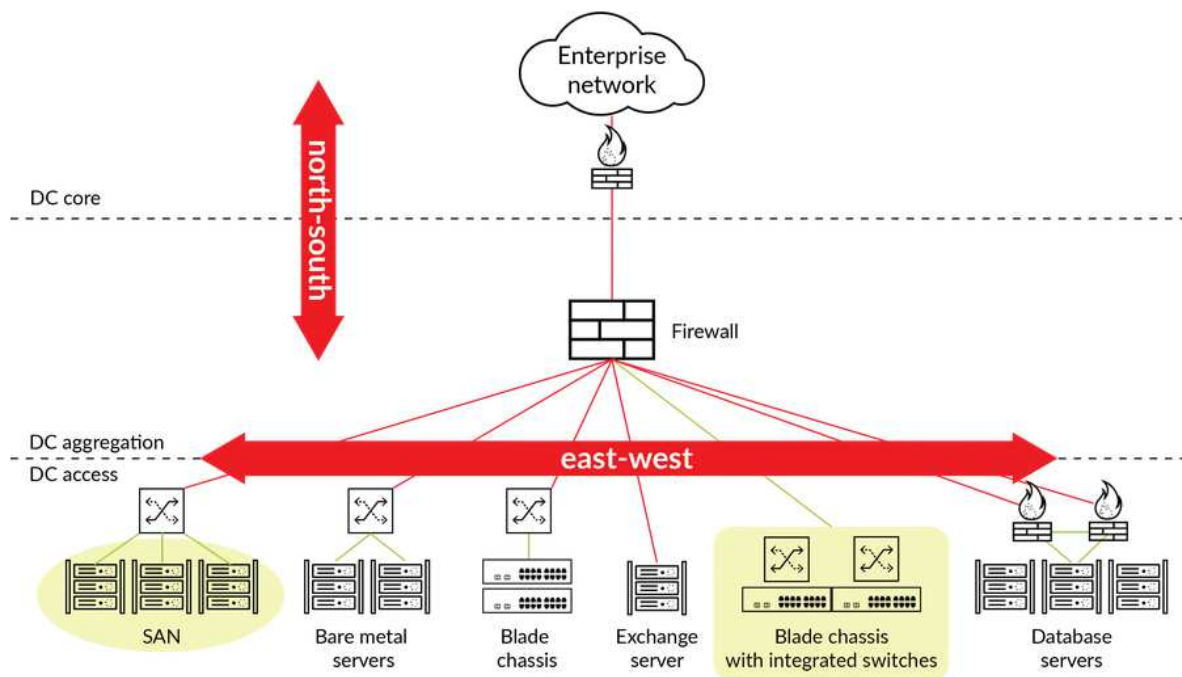 Enterprise
network
north-south
DC core
Firewall
DC aggregation
east-west
DC access
SAN
Bare metal
servers
Blade
chassis
Exchange
server
Blade chassis
with integrated switches
Database
servers